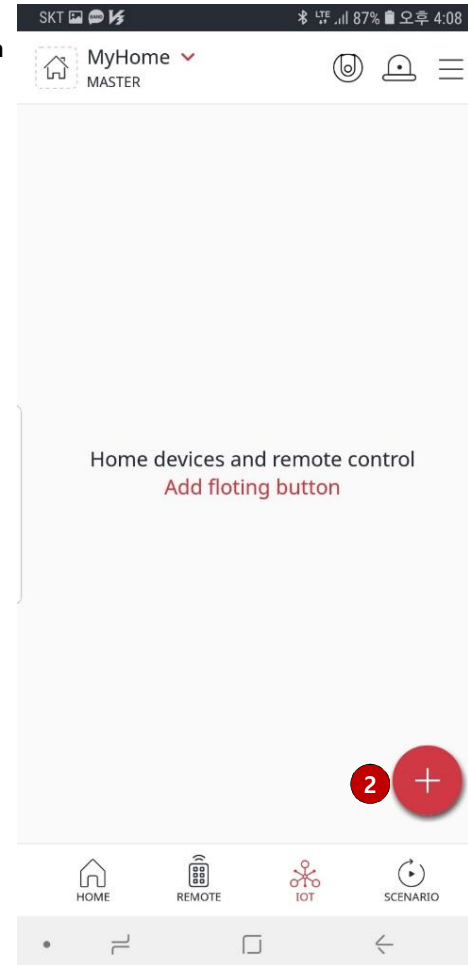 SKT 87% 오후 4:08
MyHome
MASTER
Home devices and remote control
Add floting button
2
HOME REMOTE IOT SCENARIO